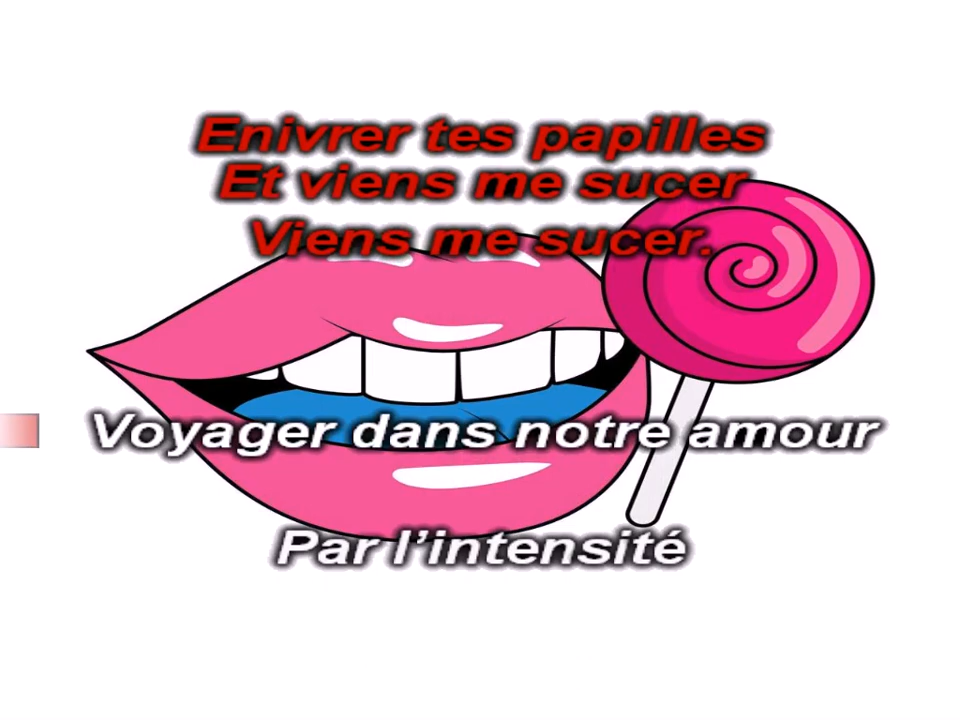 Enivrer tes papilles
Et viens me sucer
Viens me sucer.
Voyager dans notre amour
Par l’intensité